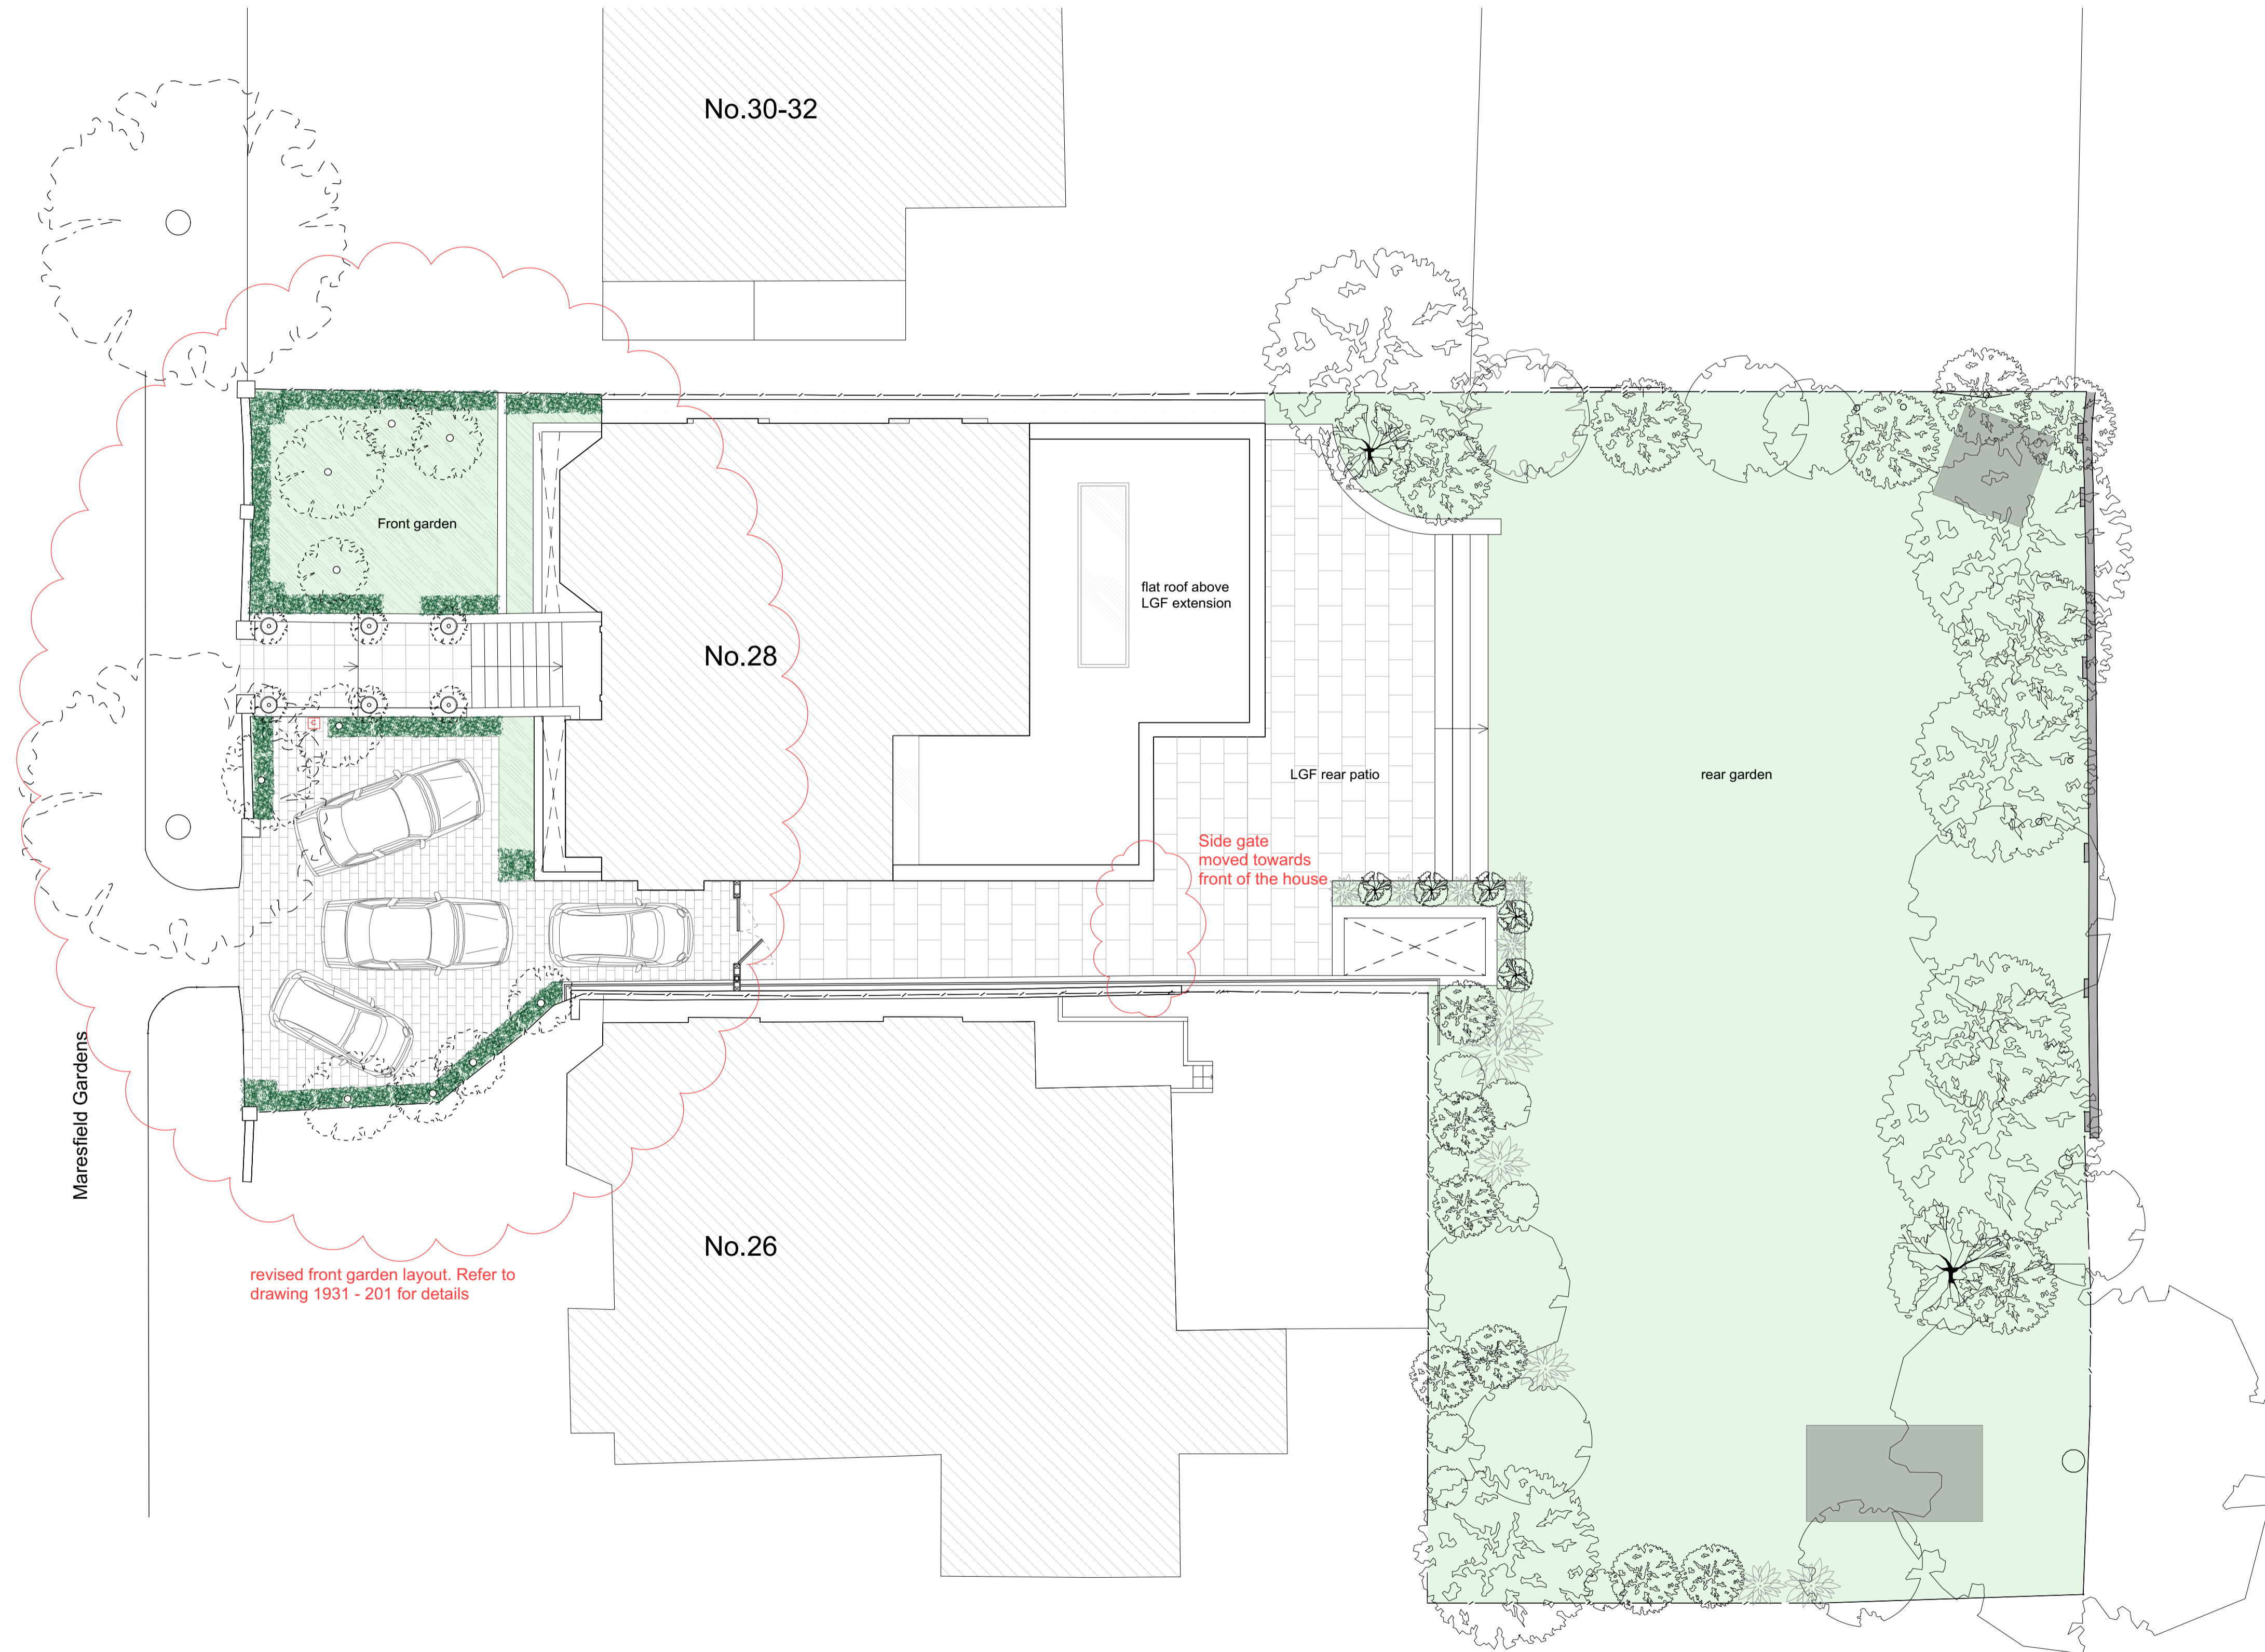 No.30-32
Front garden
flat roof above
LGF extension
No.28
LGF rear patio
rear garden
Side gate
moved towards
front of the house
Maresfield Gardens
No.26
revised front garden layout. Refer to
drawing 1931 - 201 for details